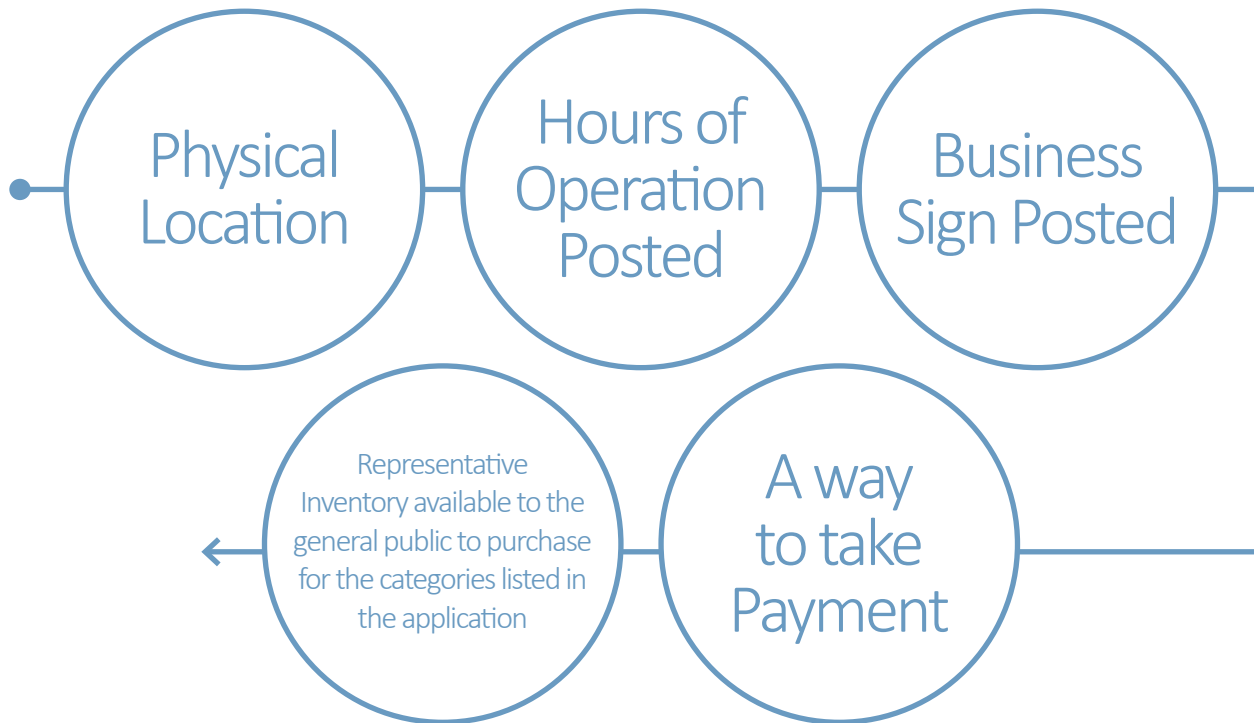 Physical
Location
Hours of
Operation
Posted
Business
Sign Posted
A way
to take
Payment
Representative
Inventory available to the
general public to purchase
for the categories listed in
the application